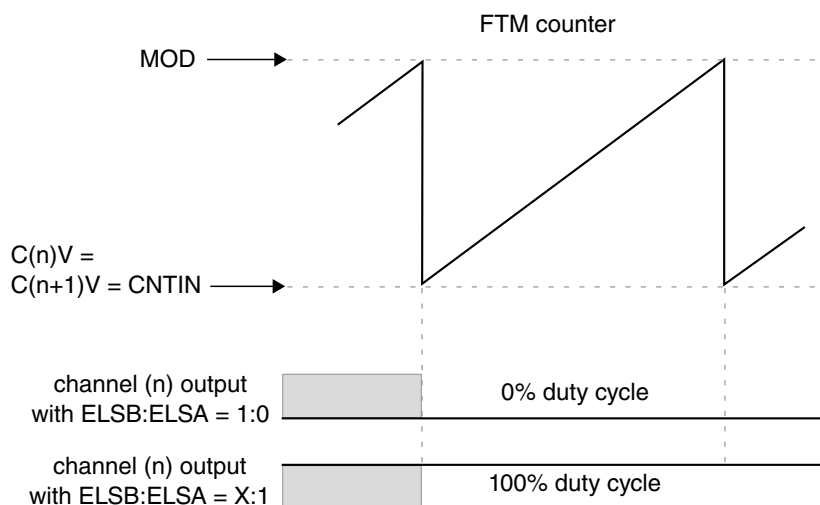 FTM counter
MOD
C(n)V =
C(n+1)V = CNTIN
channel (n) output
with ELSB:ELSA = 1:0
0% duty cycle
channel (n) output
with ELSB:ELSA = X:1
100% duty cycle